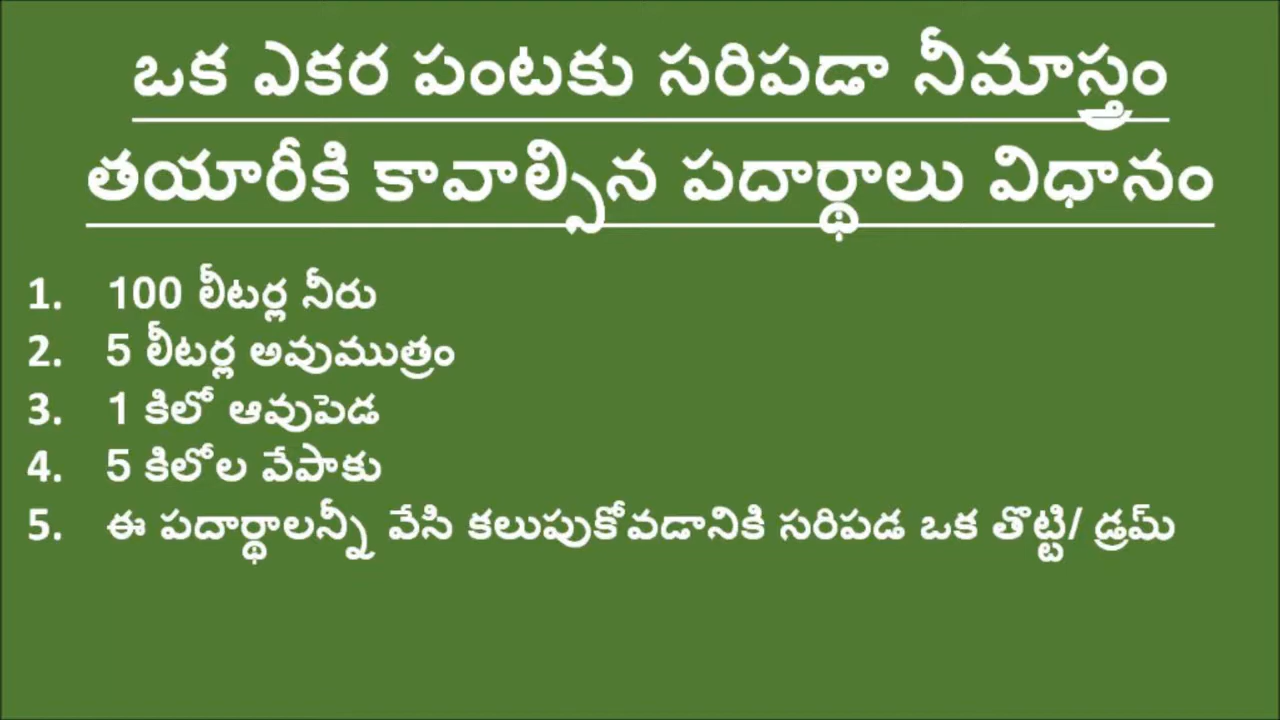 ఒక ఎకర పంటకు సరిపడా నీమాస్తం
తయారీకి కావాల్సిన పదార్థాలు విధానం
1. 100 లీటర్ల నీరు
2. 5 లీటర్ల అవుముత్రం
3. 1 కిలో ఆవుపెడ
4. 5 కిలోల వేపాకు
5. ఈ పదార్థాలన్నీ వేసి కలుపుకోవడానికి సరిపడ ఒక తొట్టి/ డ్రమ్